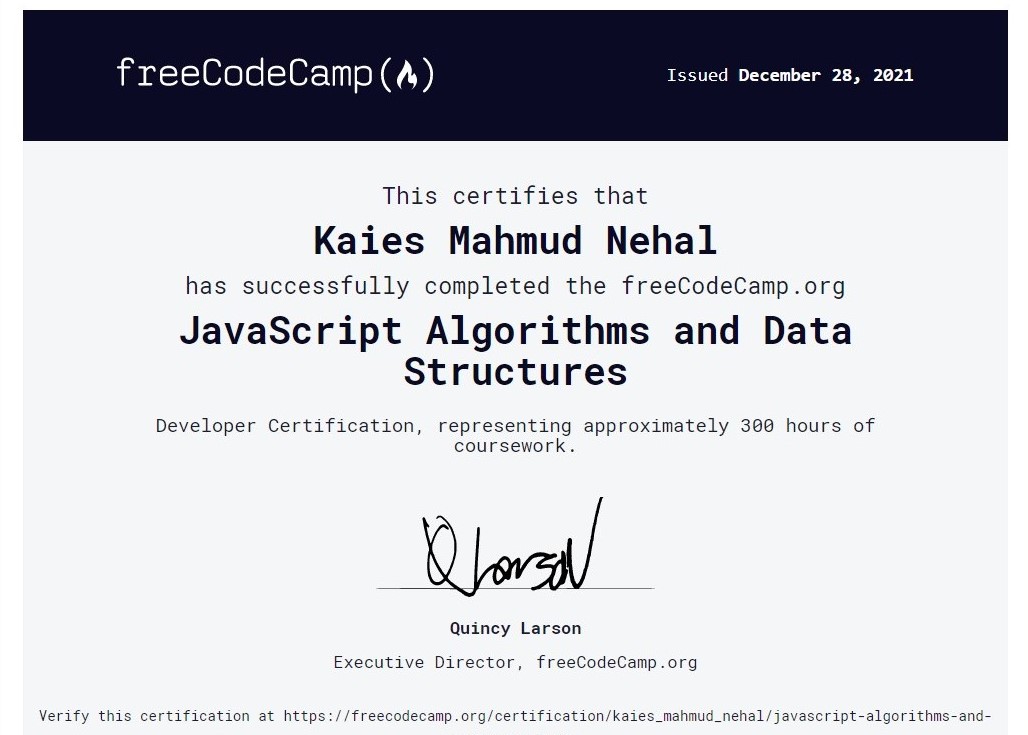 freeCodeCamp()
Issued December 28, 2021
This certifies that
Kaies Mahmud Nehal
has successfully completed the freeCodeCamp.org
JavaScript Algorithms and Data
Structures
Developer Certification, representing approximately 300 hours of
coursework.
Q Larson
Quincy Larson
Executive Director, freeCodeCamp.org
Verify this certification at https://freecodecamp.org/certification/kaies_mahmud_nehal/javascript-algorithms-and-